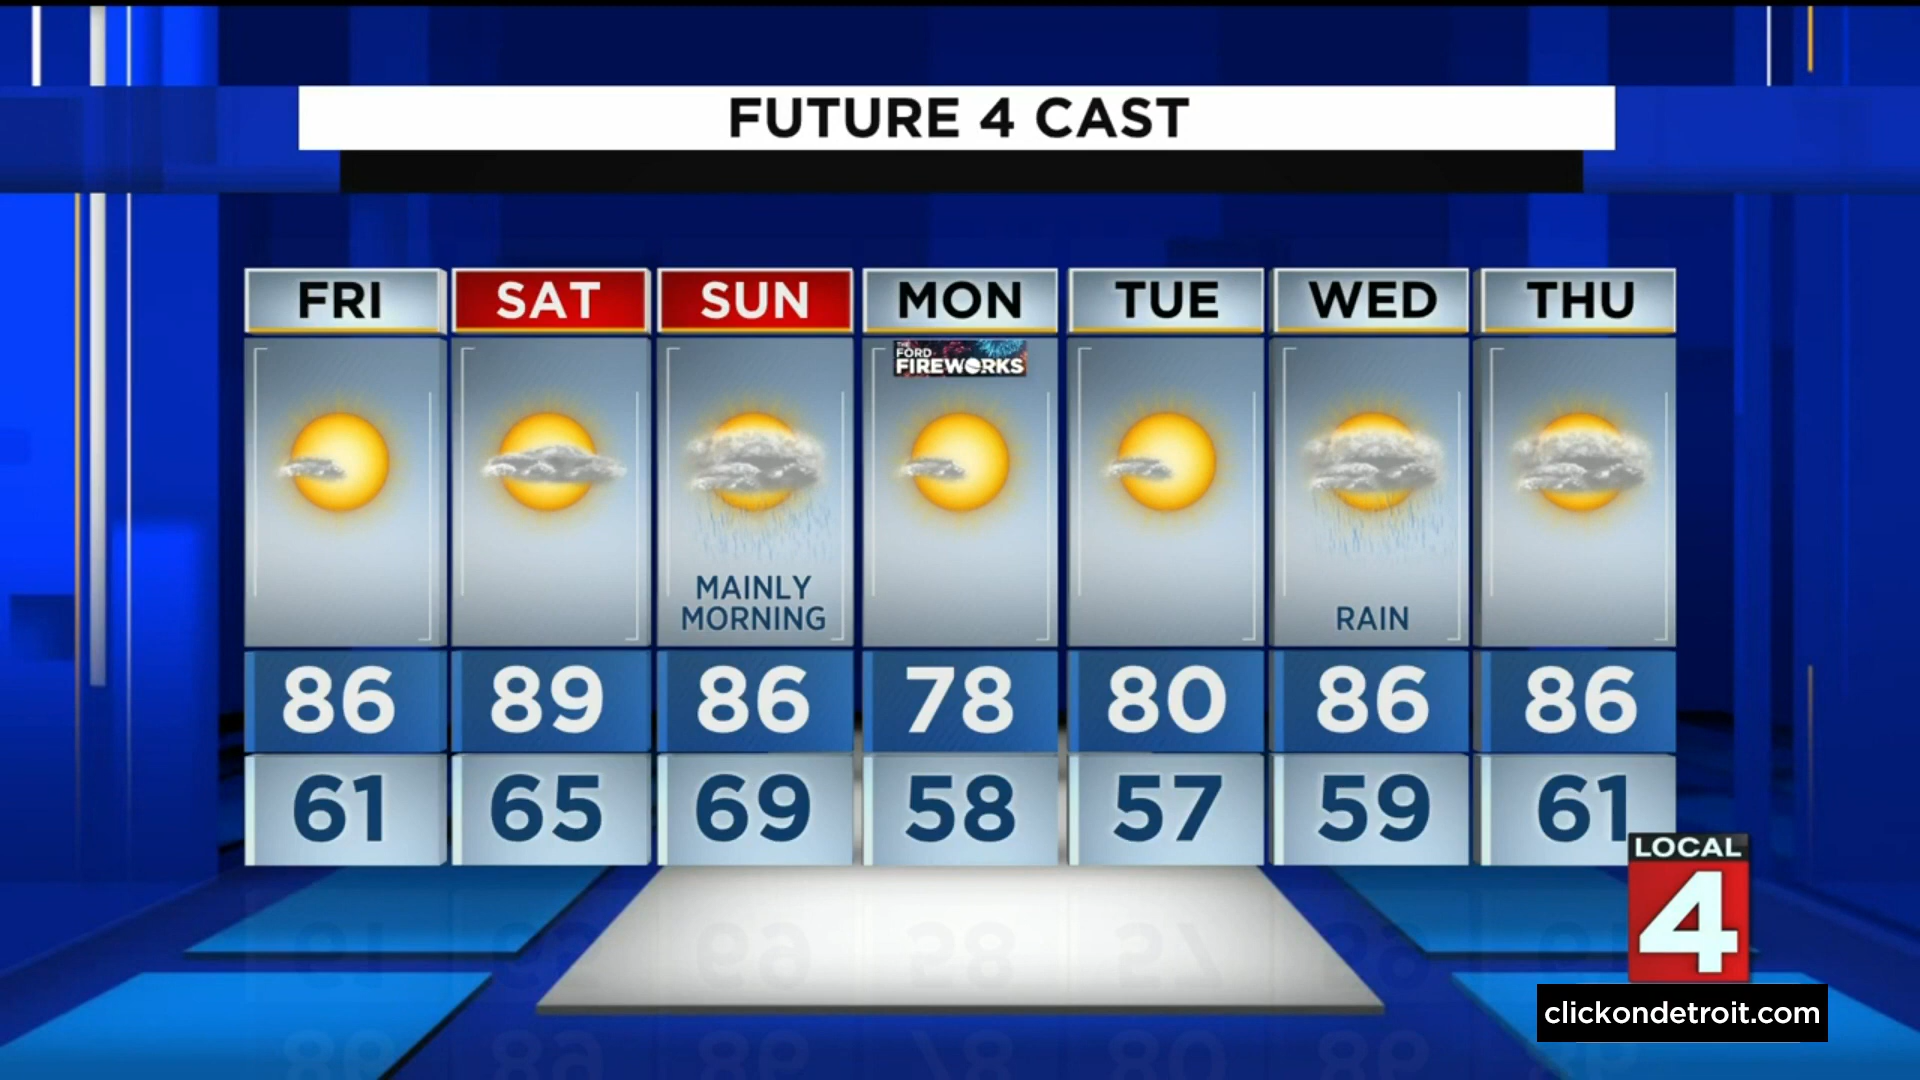 FUTURE 4 CAST
FRI SAT SUN MON TUE WED THU
THE
FORD
FIREWORKS
MAINLY
MORNING
RAIN
86 89 86 78 80 86 86
61 65 69 58 57 59 61
LOCAL
4
clickondetroit.com